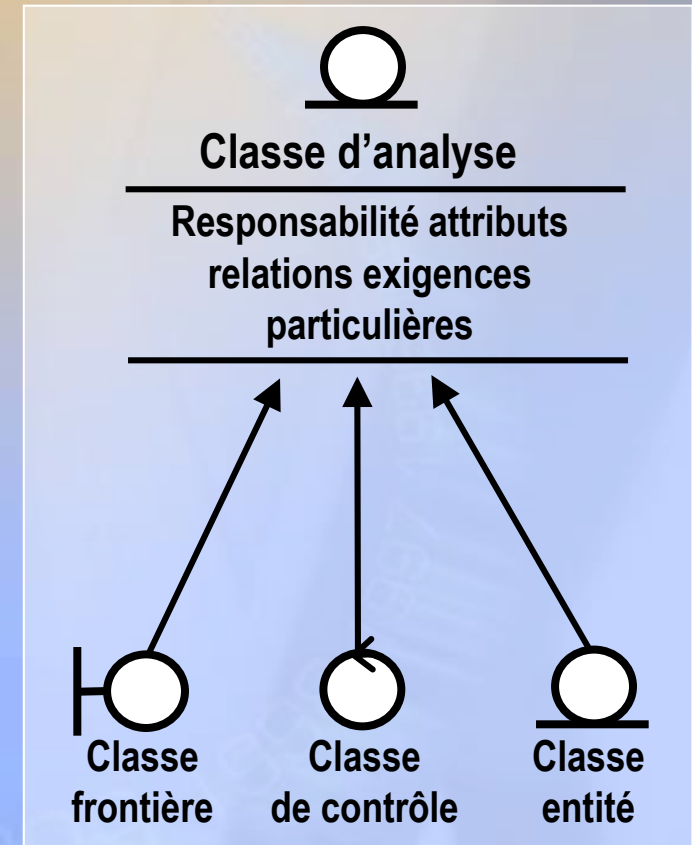 Classe d’analyse
Responsabilité attributs
relations exigences
particulières
Classe
frontière
Classe
de contrôle
Classe
entité